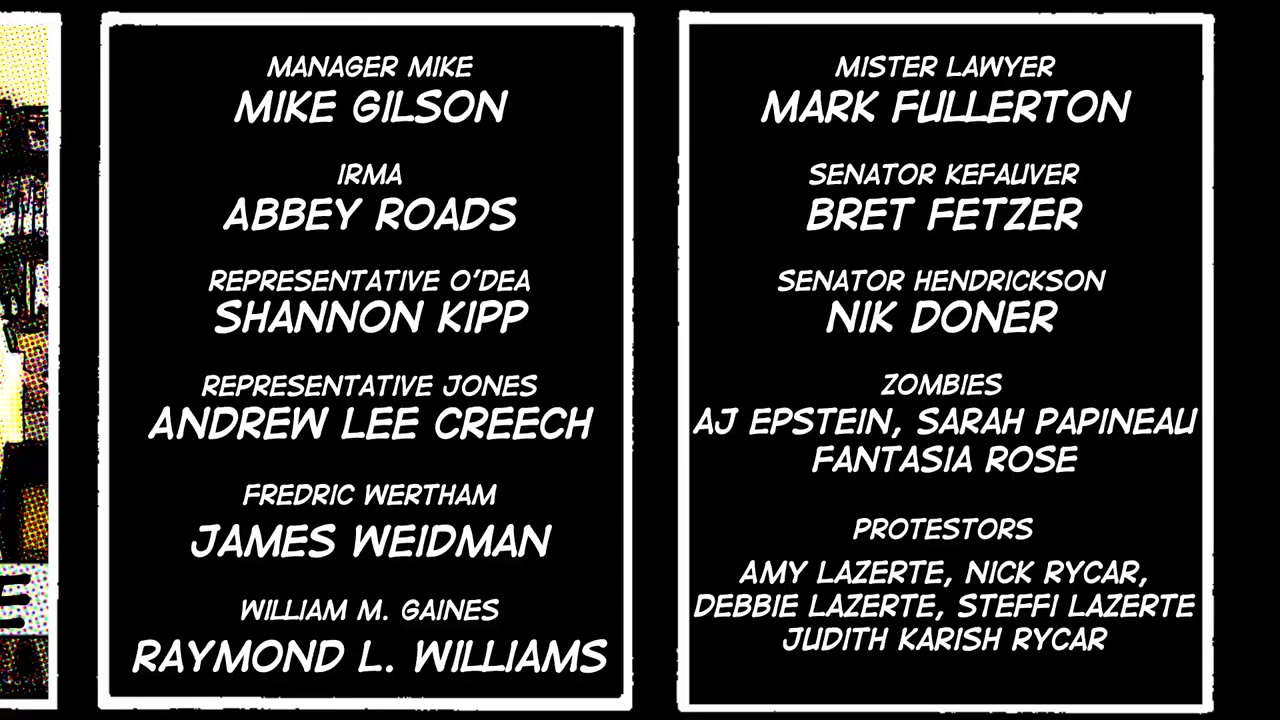 MANAGER MIKE
MIKE GILSON
IRMA
ABBEY ROADS
REPRESENTATIVE O'DEA
SHANNON KIPP
REPRESENTATIVE JONES
ANDREW LEE CREECH
FREDRIC WERTHAM
JAMES WEIDMAN
WILLIAM M. GAINES
RAYMOND L. WILLIAMS
MISTER LAWYER
MARK FULLERTON
SENATOR KEFAUVER
BRET FETZER
SENATOR HENDRICKSON
NIK DONER
ZOMBIES
AJ EPSTEIN, SARAH PAPINEAU
FANTASIA ROSE
PROTESTORS
AMY LAZERTE, NICK RYCAR,
DEBBIE LAZERTE, STEFFI LAZERTE
JUDITH KARISH RYCAR